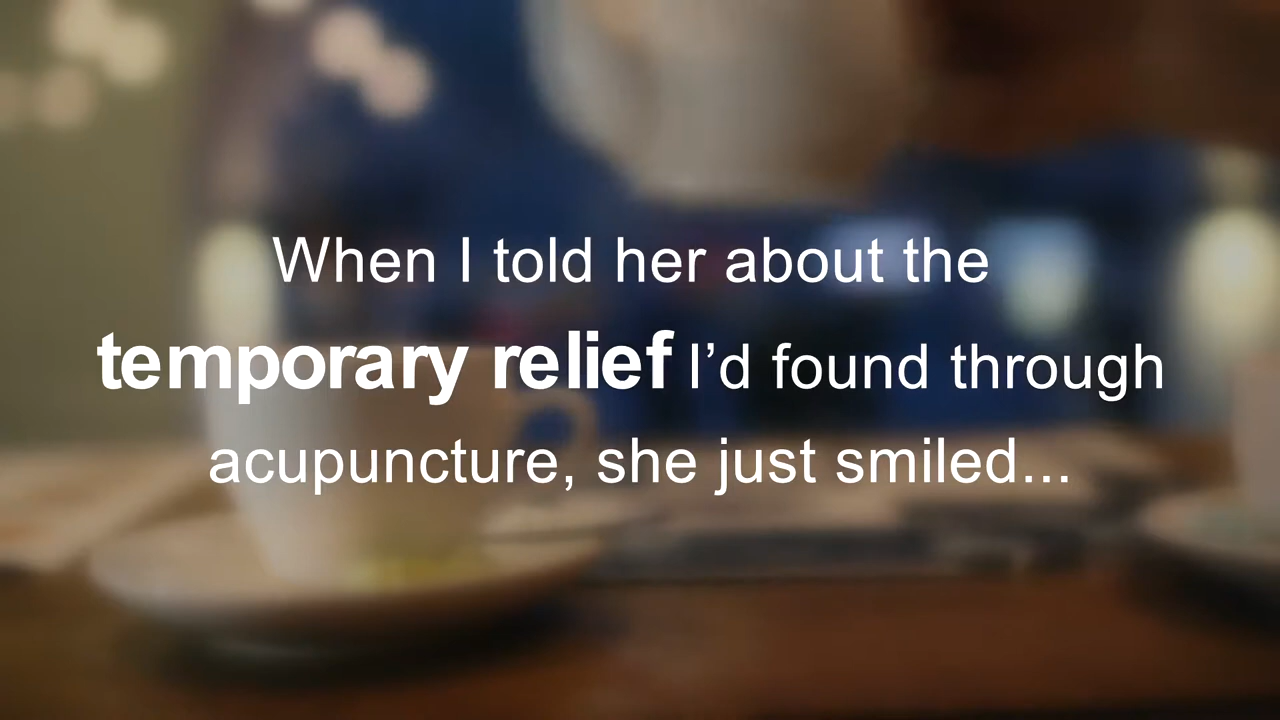 When I told her about the
temporary relief I’d found through
acupuncture, she just smiled...